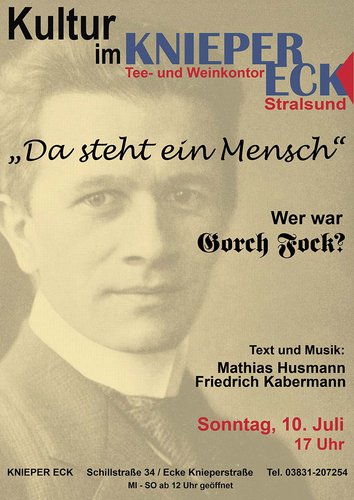 Kultur
im KNIEPER
Tee- und Weinkontor ECK
Stralsund
„Da steht ein Mensch“
Wer war
Gorch Fock?
Text und Musik:
Mathias Husmann
Friedrich Kabermann
Sonntag, 10. Juli
17 Uhr
KNIEPER ECK Schillstraße 34 / Ecke Knieperstraße Tel. 03831-207254
MI - SO ab 12 Uhr geöffnet